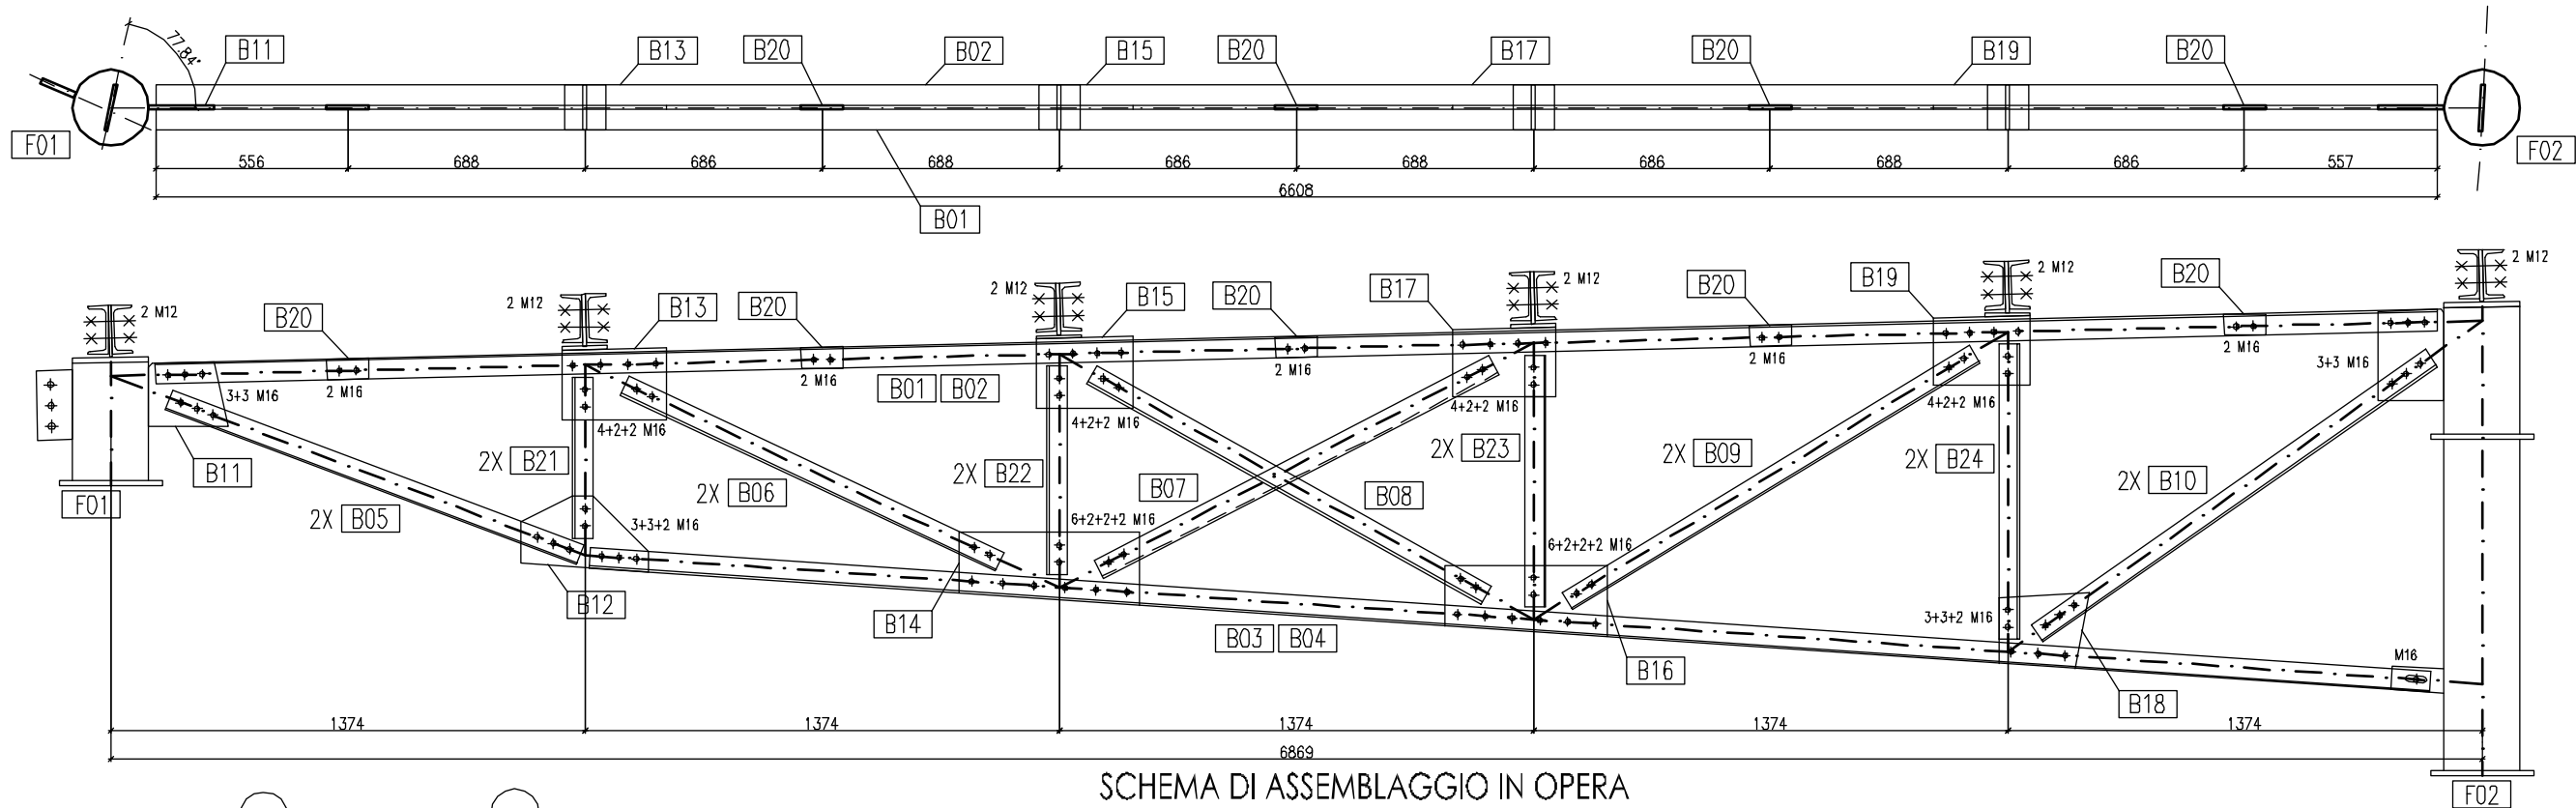 77.84°
B11
B13
B20
B02
B15
B20
B17
B20
B19
B20
F01
F02
556
688
686
688
686
688
686
688
686
557
6608
B01
2 M12
2 M12
2 M12
2 M12
2 M12
B20
B13
B20
B15
B20
B17
B20
B19
B20
3+3 M16
2 M16
2 M16
B01
B02
2 M16
2 M16
2 M16
3+3 M16
4+2+2 M16
4+2+2 M16
4+2+2 M16
4+2+2 M16
B11
F01
2X B05
2X B21
2X B06
2X B22
B07
B08
2X B23
2X B09
2X B24
2X B10
3+3+2 M16
6+2+2+2 M16
6+2+2+2 M16
3+3+2 M16
B12
B14
B03
B04
B16
B18
M16
1374
1374
1374
1374
1374
6869
SCHEMA DI ASSEMBLAGGIO IN OPERA
F02